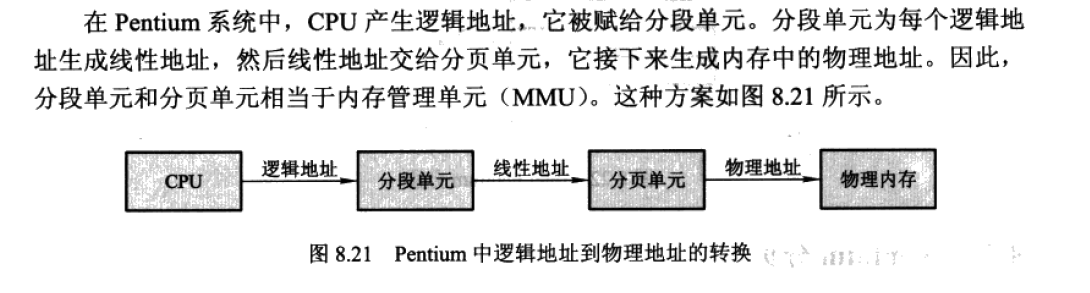 在 Pentium 系统中，CPU 产生逻辑地址，它被赋给分段单元。分段单元为每个逻辑地
址生成线性地址，然后线性地址交给分页单元，它接下来生成内存中的物理地址。因此，
分段单元和分页单元相当于内存管理单元（MMU）。这种方案如图 8.21 所示。
CPU 逻辑地址 分段单元 线性地址 分页单元 物理地址 物理内存
图 8.21 Pentium 中逻辑地址到物理地址的转换